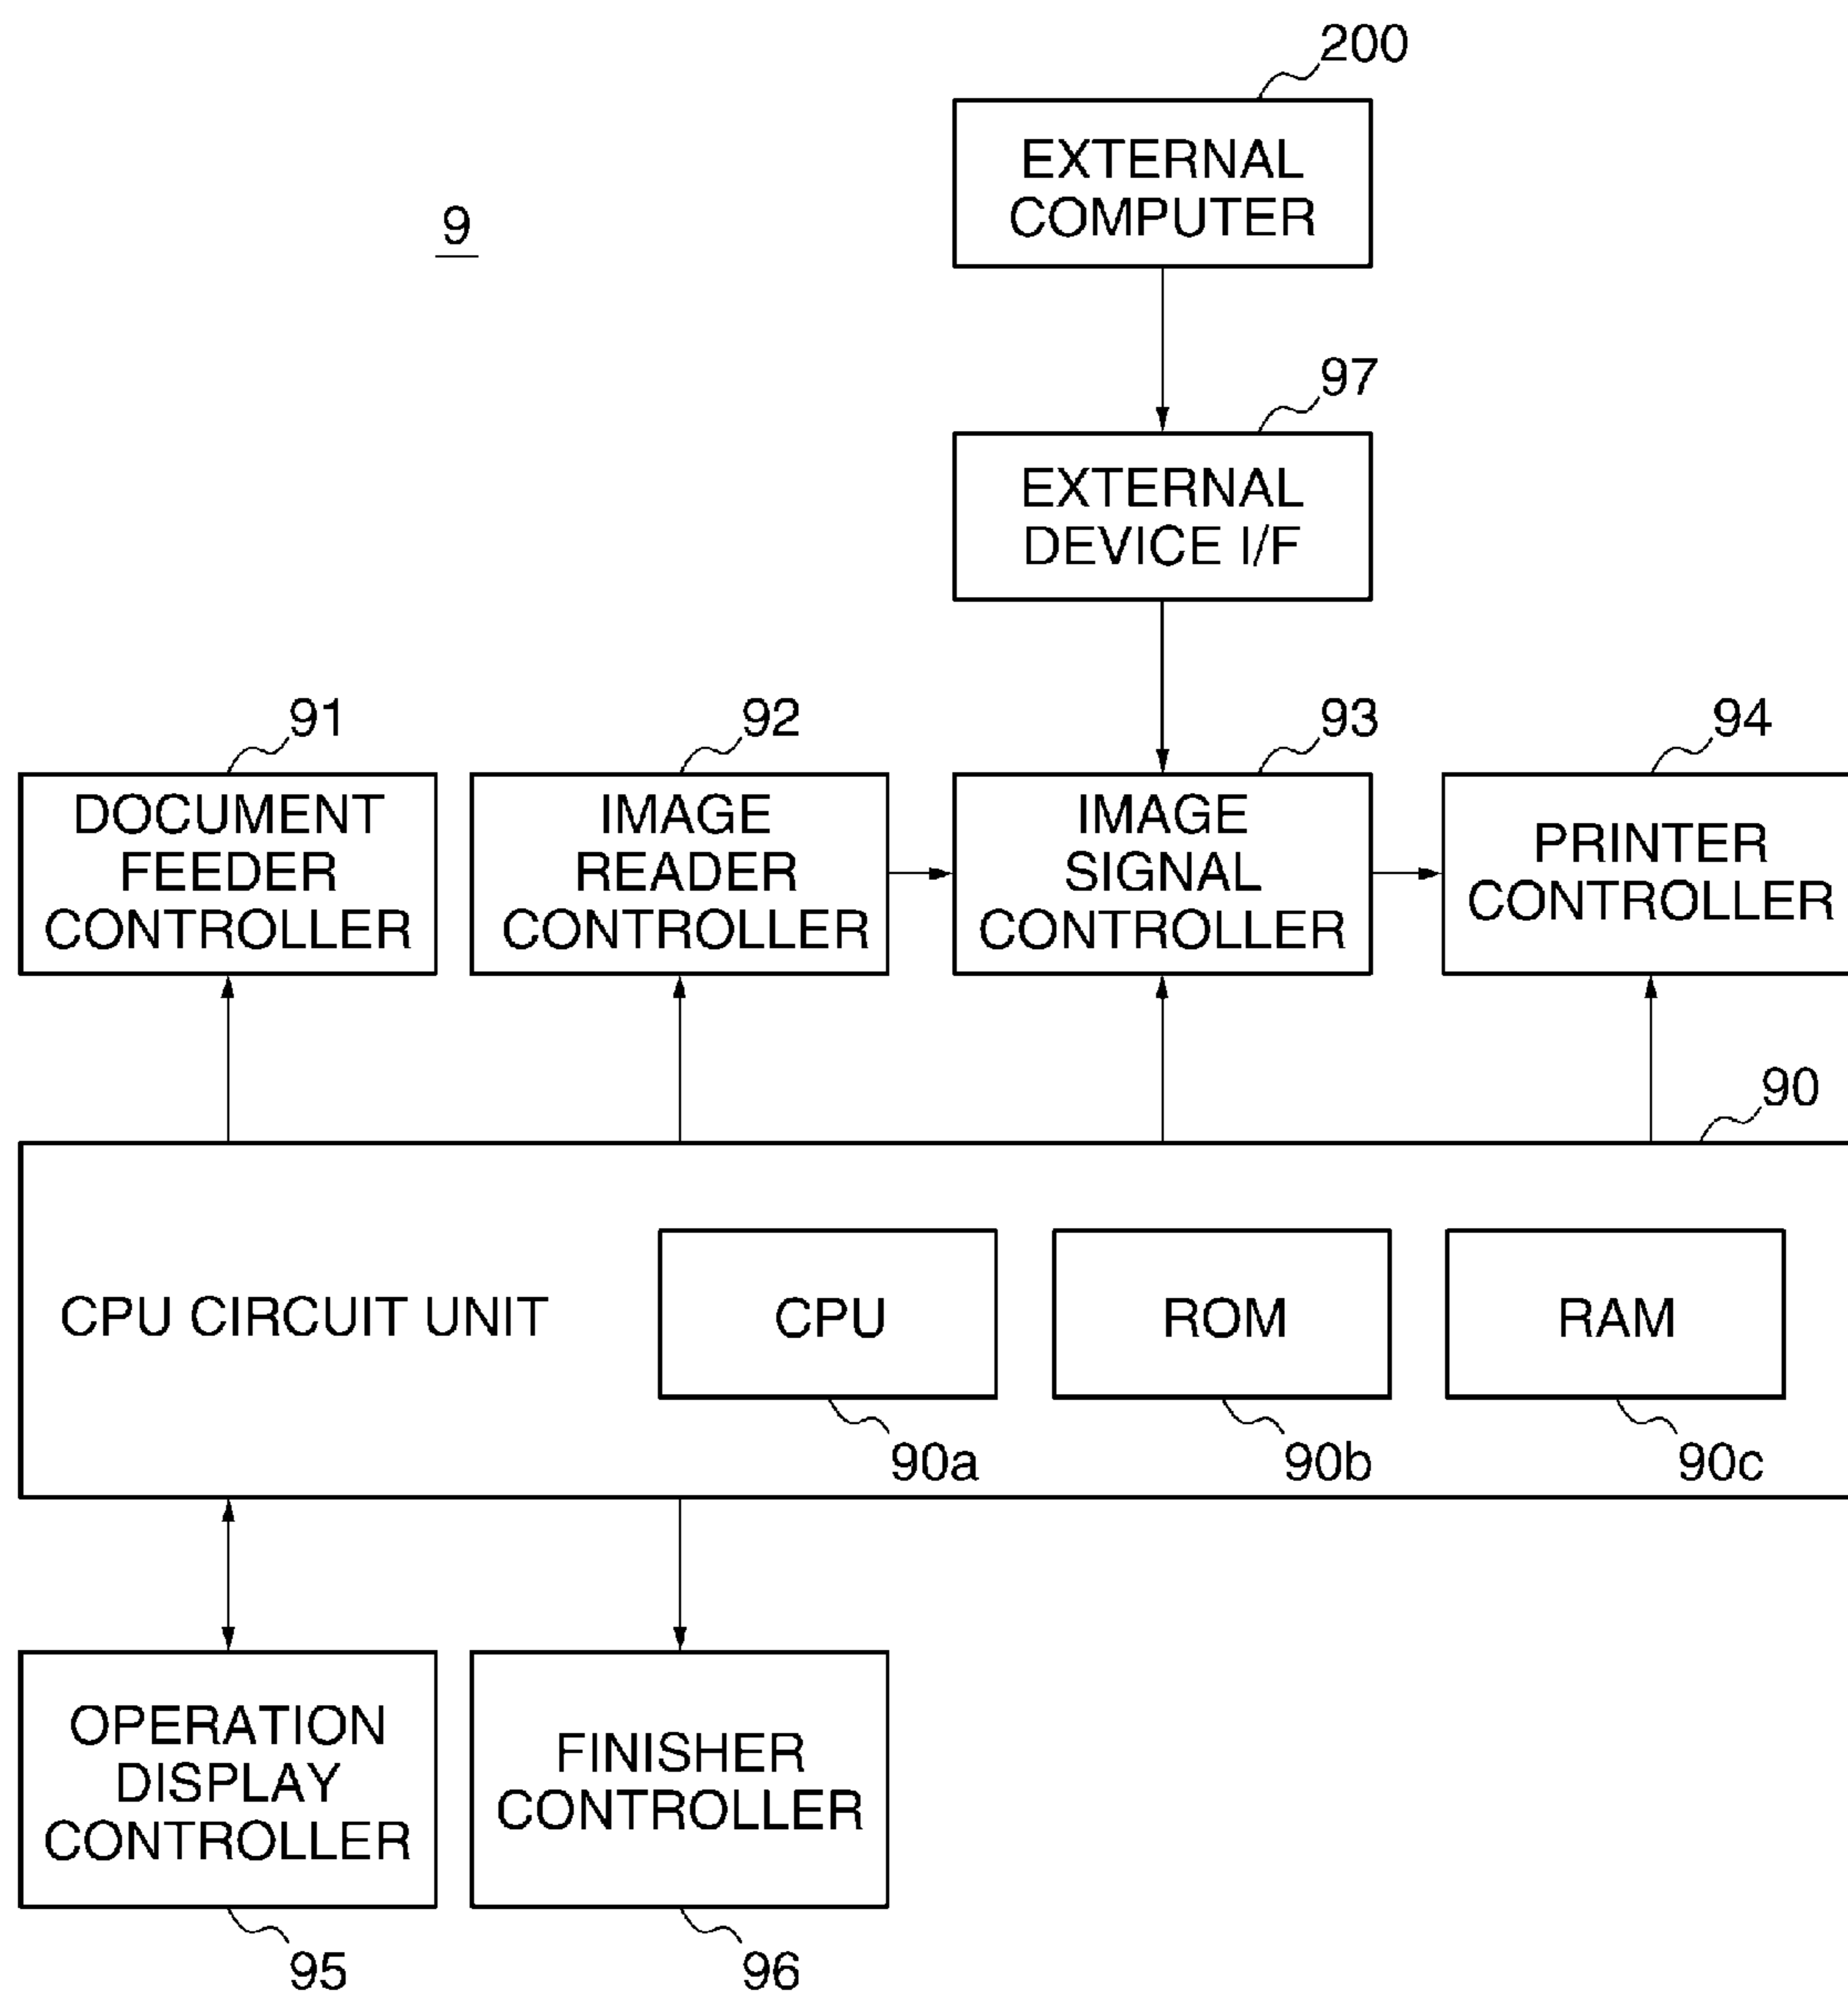 200
EXTERNAL
COMPUTER
9
97
EXTERNAL
DEVICE I/F
91
92
93
94
DOCUMENT
FEEDER
CONTROLLER
IMAGE
READER
CONTROLLER
IMAGE
SIGNAL
CONTROLLER
PRINTER
CONTROLLER
90
CPU CIRCUIT UNIT
CPU
ROM
RAM
90a
90b
90c
OPERATION
DISPLAY
CONTROLLER
FINISHER
CONTROLLER
95
96